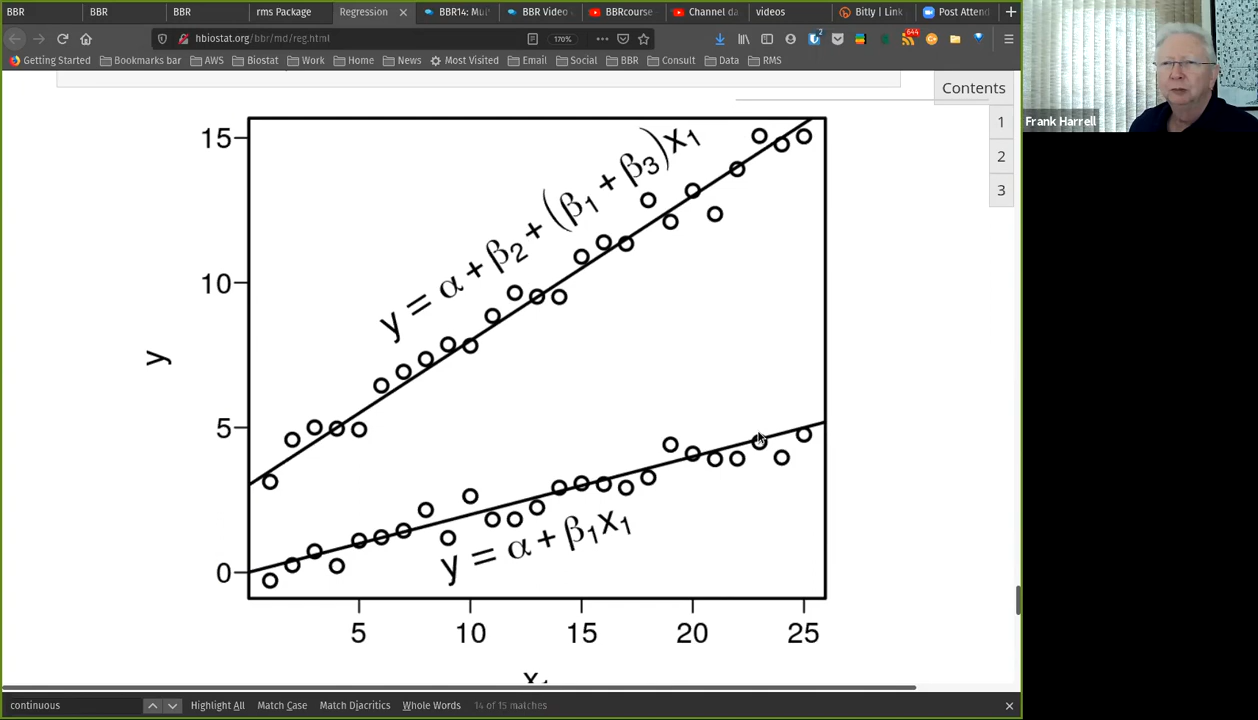 BBR
BBR
BBR
rms Package
Regression
BBR14: Mul
BBR Video
BBRcourse
Channel da
videos
Bitly | Link
Post Attend
hbiostat.org/bbr/md/reg.html
170%
2
644
Getting Started
Bookmarks bar
AWS
Biostat
Work
Home
News
Most Visited
Email
Social
BBR
Consult
Data
RMS
Contents
1
2
3
Frank Harrell
15
10
5
0
y
y = α + β₂ + (β₁ + β₃)x₁
y = α + β₁x₁
5
10
15
20
25
continuous
Highlight All
Match Case
Match Diacritics
Whole Words
14 of 15 matches